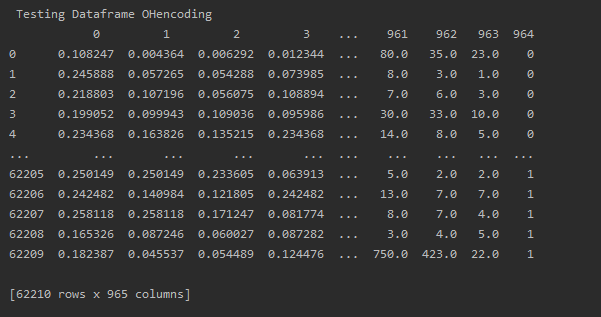 Testing Dataframe OHencoding
0 1 2 3 ... 961 962 963 964
0 0.108247 0.004364 0.006292 0.012344 ... 80.0 35.0 23.0 0
1 0.245888 0.057265 0.054288 0.073985 ... 8.0 3.0 1.0 0
2 0.218803 0.107196 0.056075 0.108894 ... 7.0 6.0 3.0 0
3 0.199052 0.099943 0.109036 0.095986 ... 30.0 33.0 10.0 0
4 0.234368 0.163826 0.135215 0.234368 ... 14.0 8.0 5.0 0
... ... ... ... ... ... ... ... ... ...
62205 0.250149 0.250149 0.233605 0.063913 ... 5.0 2.0 2.0 1
62206 0.242482 0.140984 0.121805 0.242482 ... 13.0 7.0 7.0 1
62207 0.258118 0.258118 0.171247 0.081774 ... 8.0 7.0 4.0 1
62208 0.165326 0.087246 0.060027 0.087282 ... 3.0 4.0 5.0 1
62209 0.182387 0.045537 0.054489 0.124476 ... 750.0 423.0 22.0 1
[62210 rows x 965 columns]